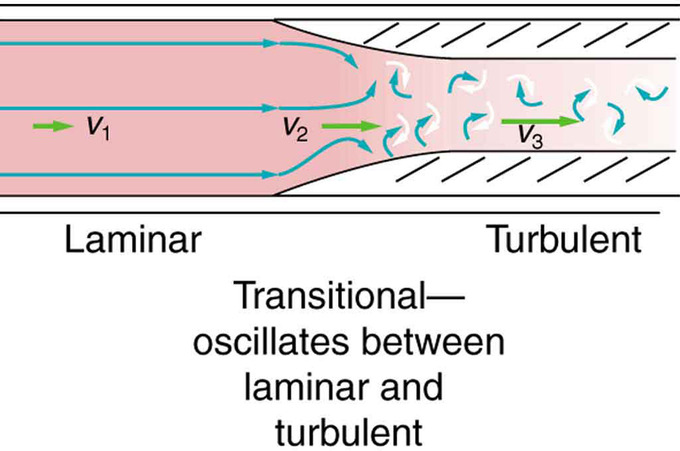 v₁
v₂
v₃
Laminar
Turbulent
Transitional—
oscillates between
laminar and
turbulent